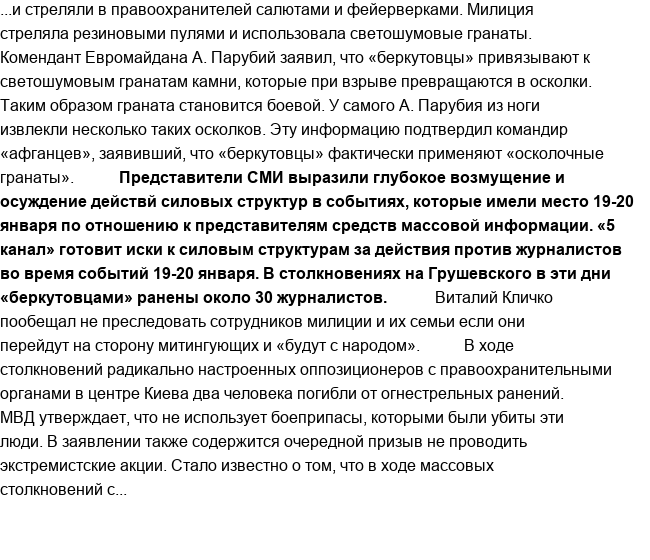 ...и стреляли в правоохранителей салютами и фейерверками. Милиция
стреляла резиновыми пулями и использовала светошумовые гранаты.
Комендант Евромайдана А. Парубий заявил, что «беркутовцы» привязывают к
светошумовым гранатам камни, которые при взрыве превращаются в осколки.
Таким образом граната становится боевой. У самого А. Парубия из ноги
извлекли несколько таких осколков. Эту информацию подтвердил командир
«афганцев», заявивший, что «беркутовцы» фактически применяют «осколочные
гранаты». Представители СМИ выразили глубокое возмущение и
осуждение действй силовых структур в событиях, которые имели место 19-20
января по отношению к представителям средств массовой информации. «5
канал» готовит иски к силовым структурам за действия против журналистов
во время событий 19-20 января. В столкновениях на Грушевского в эти дни
«беркутовцами» ранены около 30 журналистов. Виталий Кличко
пообещал не преследовать сотрудников милиции и их семьи если они
перейдут на сторону митингующих и «будут с народом». В ходе
столкновений радикально настроенных оппозиционеров с правоохранительными
органами в центре Киева два человека погибли от огнестрельных ранений.
МВД утверждает, что не использует боеприпасы, которыми были убиты эти
люди. В заявлении также содержится очередной призыв не проводить
экстремистские акции. Стало известно о том, что в ходе массовых
столкновений с...